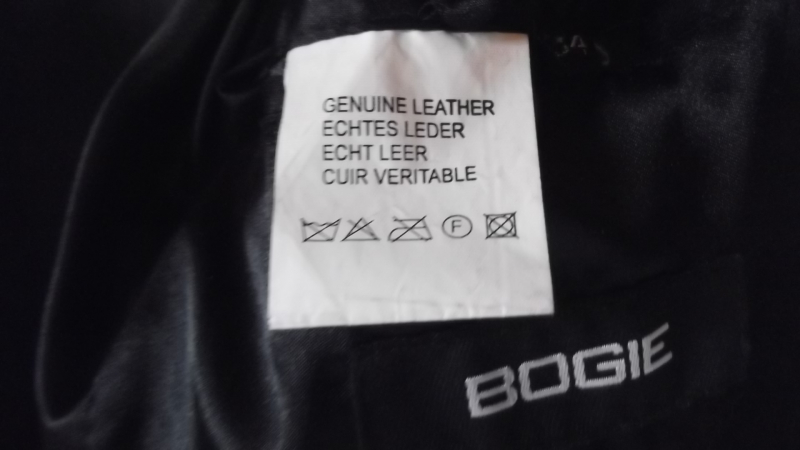 GENUINE LEATHER
ECHTES LEDER
ECHT LEER
CUIR VERITABLE
F
BOGIE